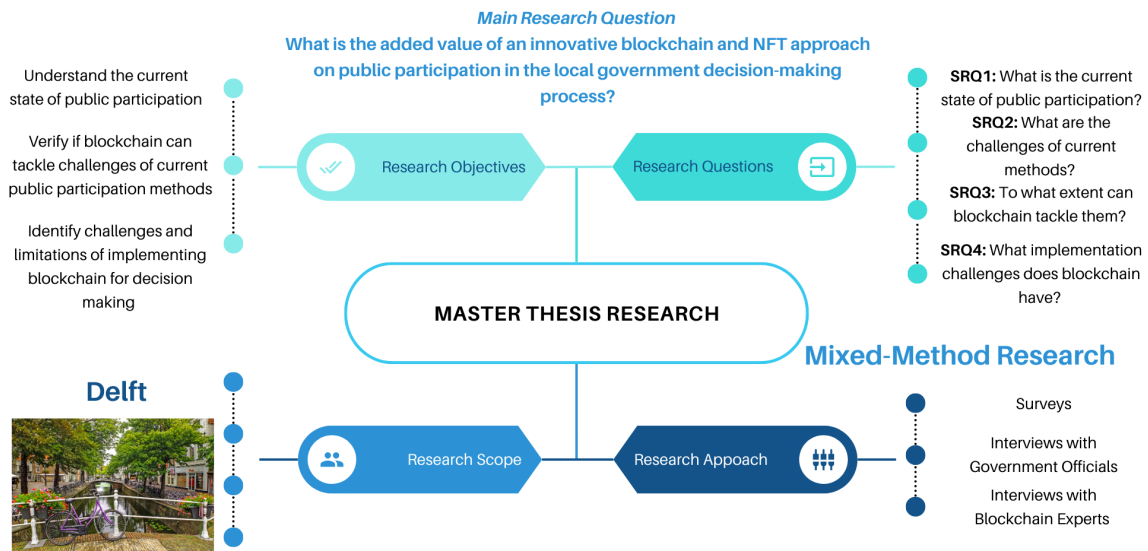 Main Research Question
What is the added value of an innovative blockchain and NFT approach
on public participation in the local government decision-making
process?
Understand the current
state of public participation
Verify if blockchain can
tackle challenges of current
public participation methods
Identify challenges and
limitations of implementing
blockchain for decision
making
Research Objectives
Research Questions
SRQ1: What is the current
state of public participation?
SRQ2: What are the
challenges of current
methods?
SRQ3: To what extent can
blockchain tackle them?
SRQ4: What implementation
challenges does blockchain
have?
MASTER THESIS RESEARCH
Delft
Research Scope
Research Appoach
Mixed-Method Research
Surveys
Interviews with
Government Officials
Interviews with
Blockchain Experts